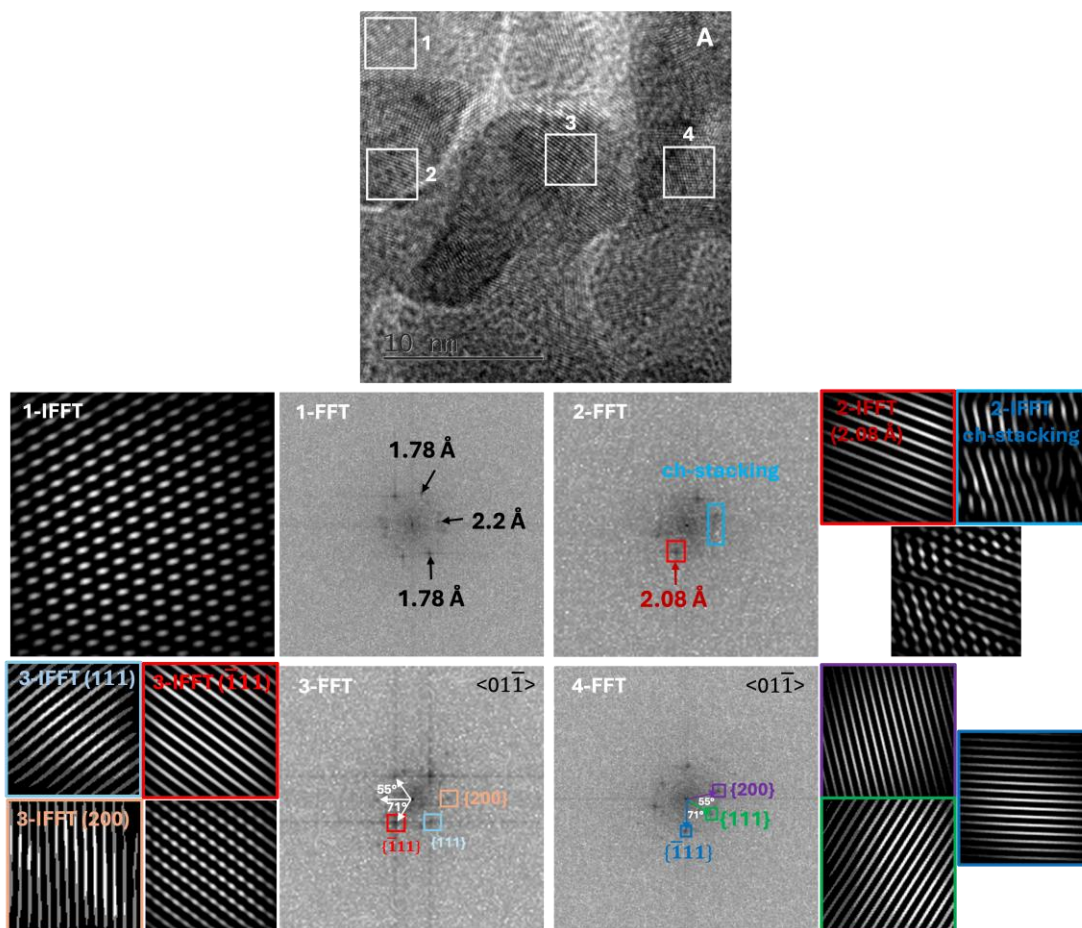 A
1
2
3
4
10 nm
1-IFFT
1-FFT
1.78 Å
2.2 Å
1.78 Å
2-FFT
ch-stacking
2.08 Å
2-IFFT
(2.08 Å)
2-IFFT
ch-stacking
3-IFFT (111)
3-IFFT (1̅11)
3-IFFT (200)
3-FFT
<011̅>
55°
71°
{200}
{1̅11}
{111}
4-FFT
<011̅>
{200}
55°
71°
{111}
{1̅11}